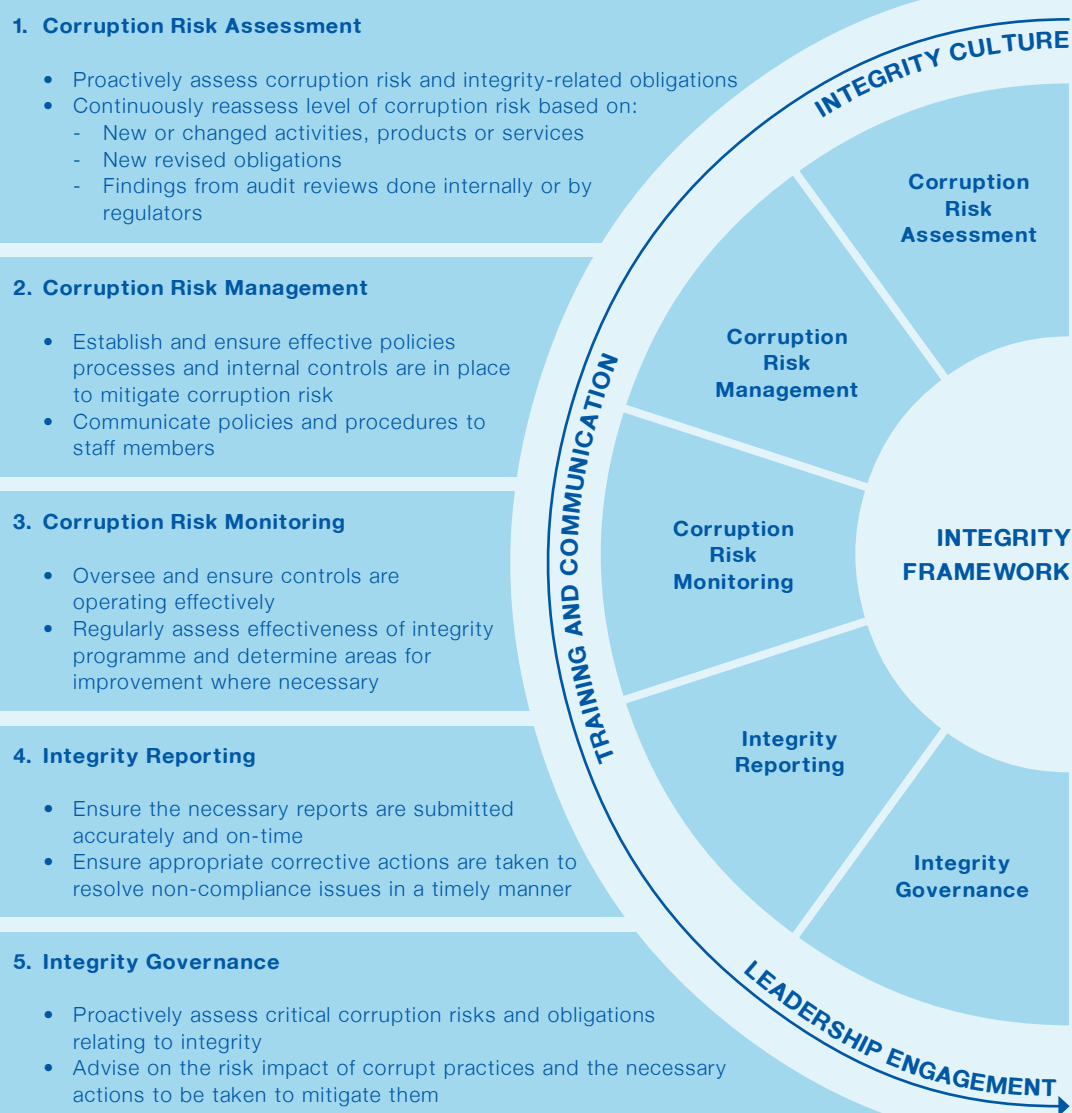 1. Corruption Risk Assessment
• Proactively assess corruption risk and integrity-related obligations
• Continuously reassess level of corruption risk based on:
- New or changed activities, products or services
- New revised obligations
- Findings from audit reviews done internally or by
regulators
2. Corruption Risk Management
• Establish and ensure effective policies
processes and internal controls are in place
to mitigate corruption risk
• Communicate policies and procedures to
staff members
3. Corruption Risk Monitoring
• Oversee and ensure controls are
operating effectively
• Regularly assess effectiveness of integrity
programme and determine areas for
improvement where necessary
4. Integrity Reporting
• Ensure the necessary reports are submitted
accurately and on-time
• Ensure appropriate corrective actions are taken to
resolve non-compliance issues in a timely manner
5. Integrity Governance
• Proactively assess critical corruption risks and obligations
relating to integrity
• Advise on the risk impact of corrupt practices and the necessary
actions to be taken to mitigate them
INTEGRITY CULTURE
TRAINING AND COMMUNICATION
LEADERSHIP ENGAGEMENT
Corruption
Risk
Assessment
Corruption
Risk
Management
Corruption
Risk
Monitoring
Integrity
Reporting
Integrity
Governance
INTEGRITY
FRAMEWORK